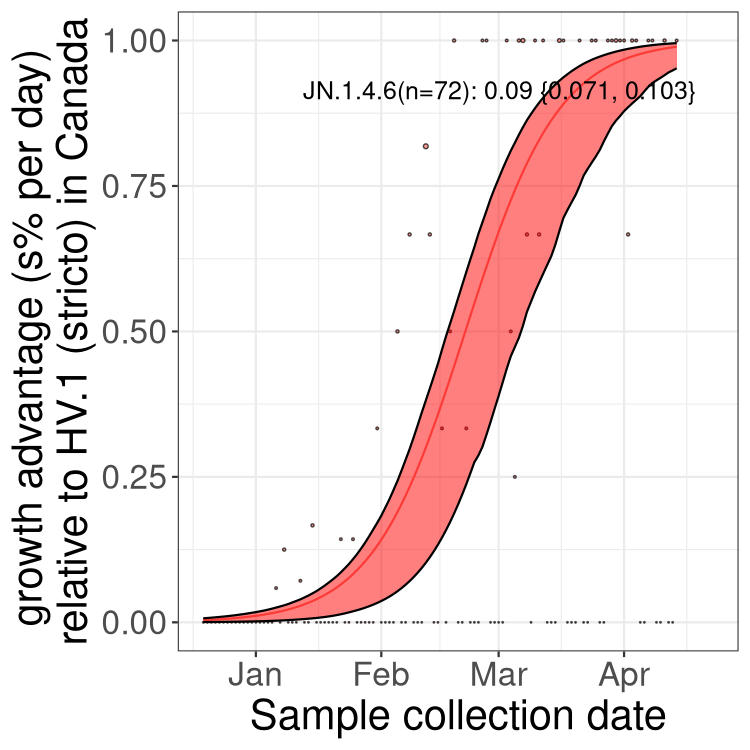 growth advantage (s% per day)
relative to HV.1 (stricto) in Canada
1.00
0.75
0.50
0.25
0.00
JN.1.4.6(n=72): 0.09 {0.071, 0.103}
Jan Feb Mar Apr
Sample collection date